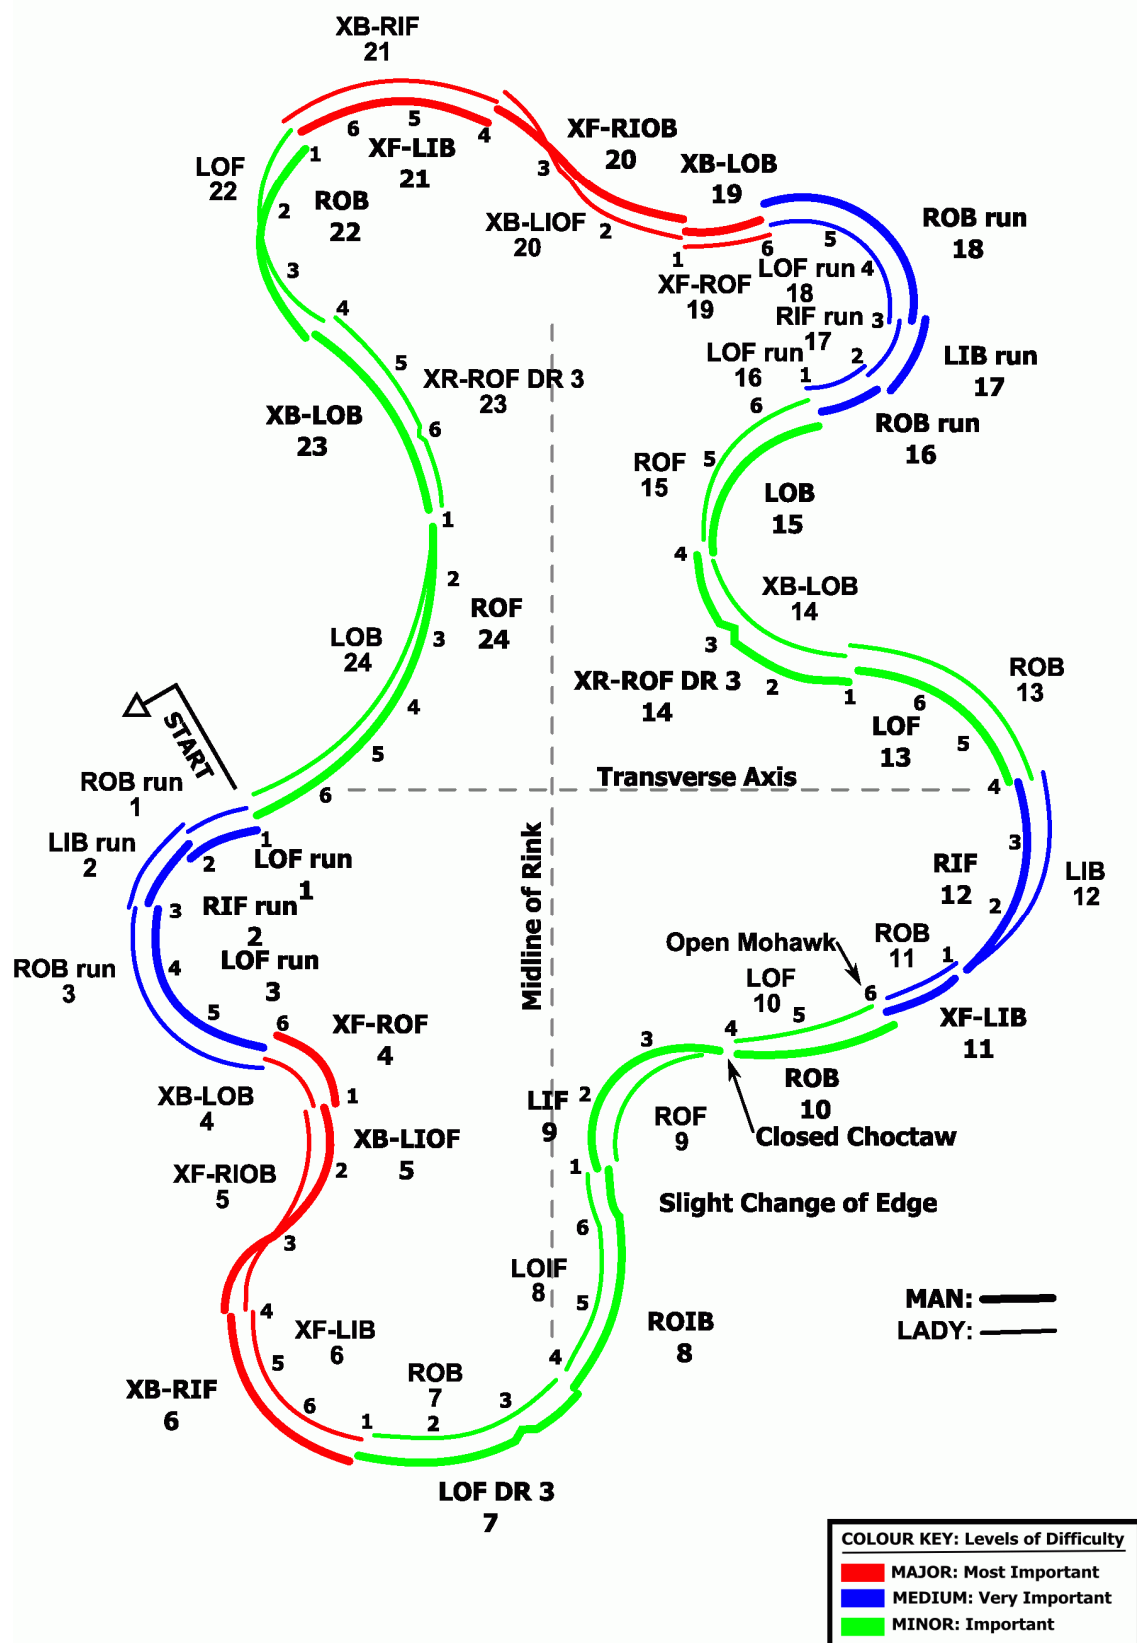 XB-RIF
21
6
5
4
XF-LIB
21
1
LOF
22
2
ROB
22
3
XF-RIOB
20
3
XB-LIOF
20
2
XB-LOB
19
1
6
XF-ROF
19
ROB run
18
5
LOF run
18
4
RIF run
17
3
LOF run
16
1
2
LIB run
17
ROB run
16
6
4
5
XR-ROF DR 3
23
6
XB-LOB
23
1
ROF
15
5
LOB
15
4
XB-LOB
14
3
XR-ROF DR 3
14
2
1
ROB
13
6
LOF
13
5
4
2
ROF
24
3
LOB
24
4
5
6
START
Transverse Axis
Midline of Rink
ROB run
1
LIB run
2
1
2
LOF run
1
3
RIF run
2
ROB run
3
4
LOF run
3
5
6
XF-ROF
4
XB-LOB
4
1
XB-LIOF
5
2
XF-RIOB
5
3
4
XF-LIB
6
5
XB-RIF
6
6
1
ROB
7
2
3
LOF DR 3
7
4
3
RIF
12
2
LIB
12
ROB
11
1
Open Mohawk
LOF
10
6
XF-LIB
11
5
4
3
ROB
10
LIF
9
2
ROF
9
Closed Choctaw
1
Slight Change of Edge
6
LOIF
8
5
ROIB
8
MAN:
LADY:
COLOUR KEY: Levels of Difficulty
MAJOR: Most Important
MEDIUM: Very Important
MINOR: Important